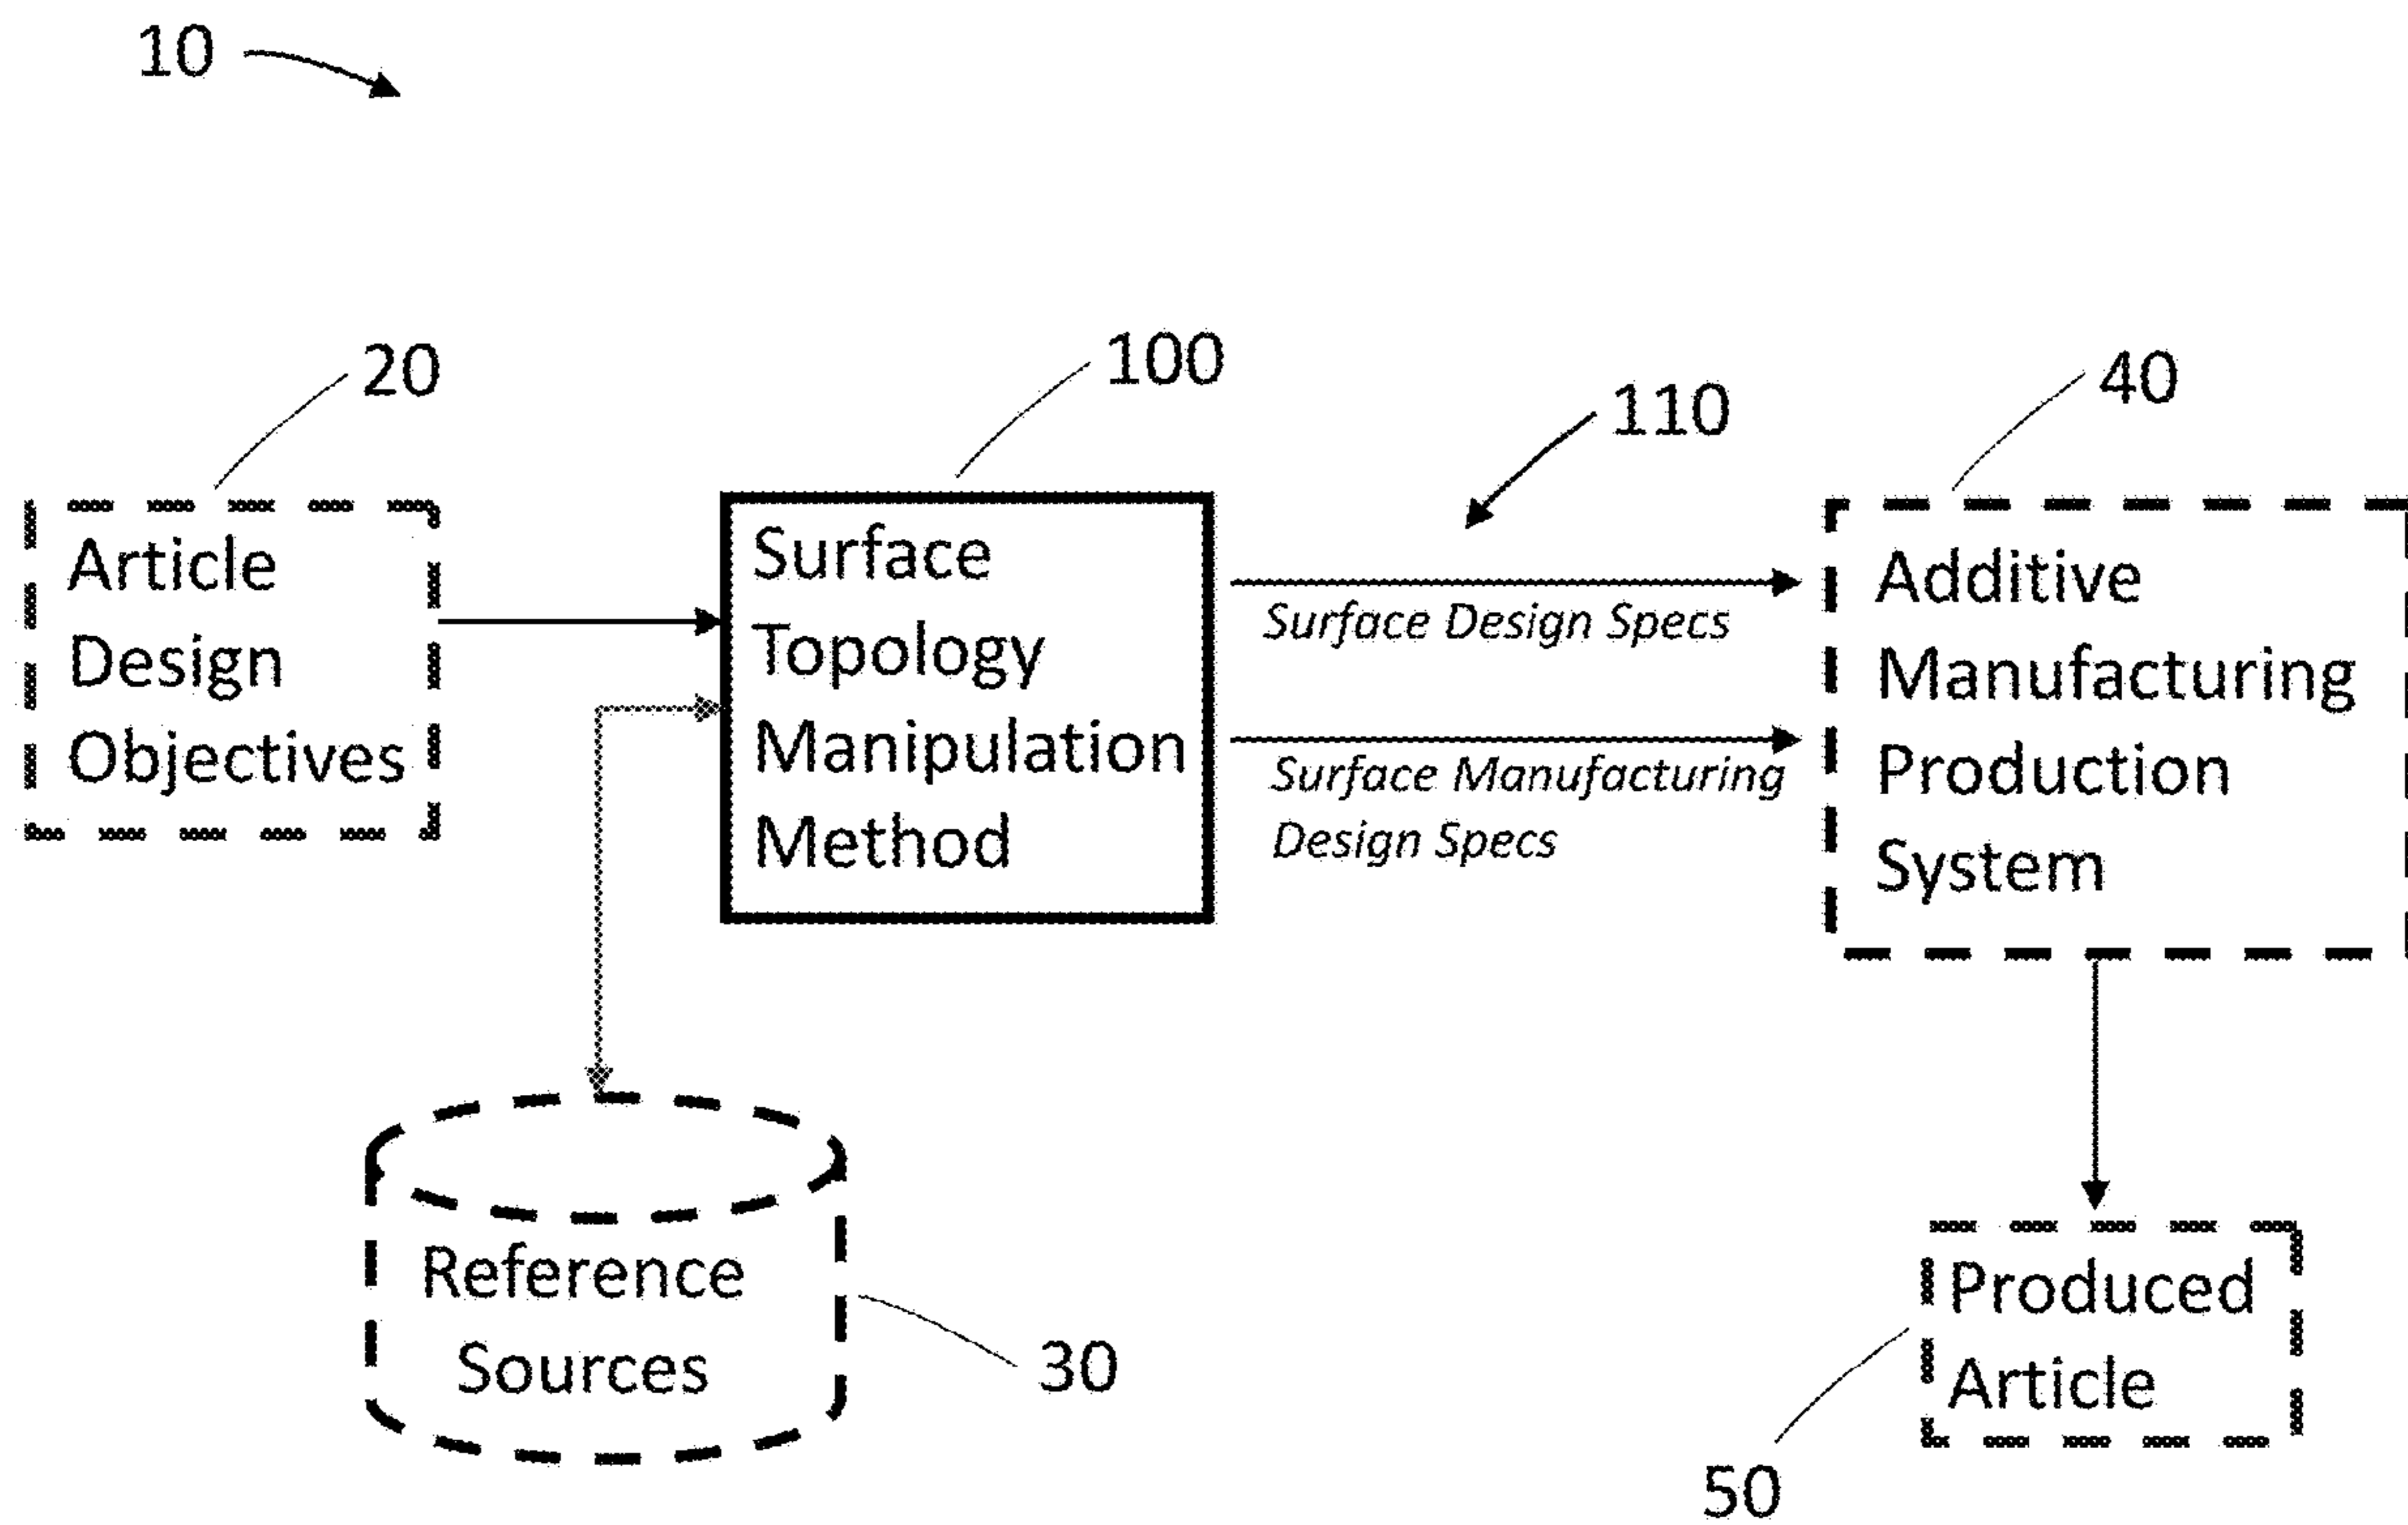 10
20
100
110
40
Article
Design
Objectives
Surface
Topology
Manipulation
Method
Surface Design Specs
Surface Manufacturing
Design Specs
Additive
Manufacturing
Production
System
Reference
Sources
30
Produced
Article
50